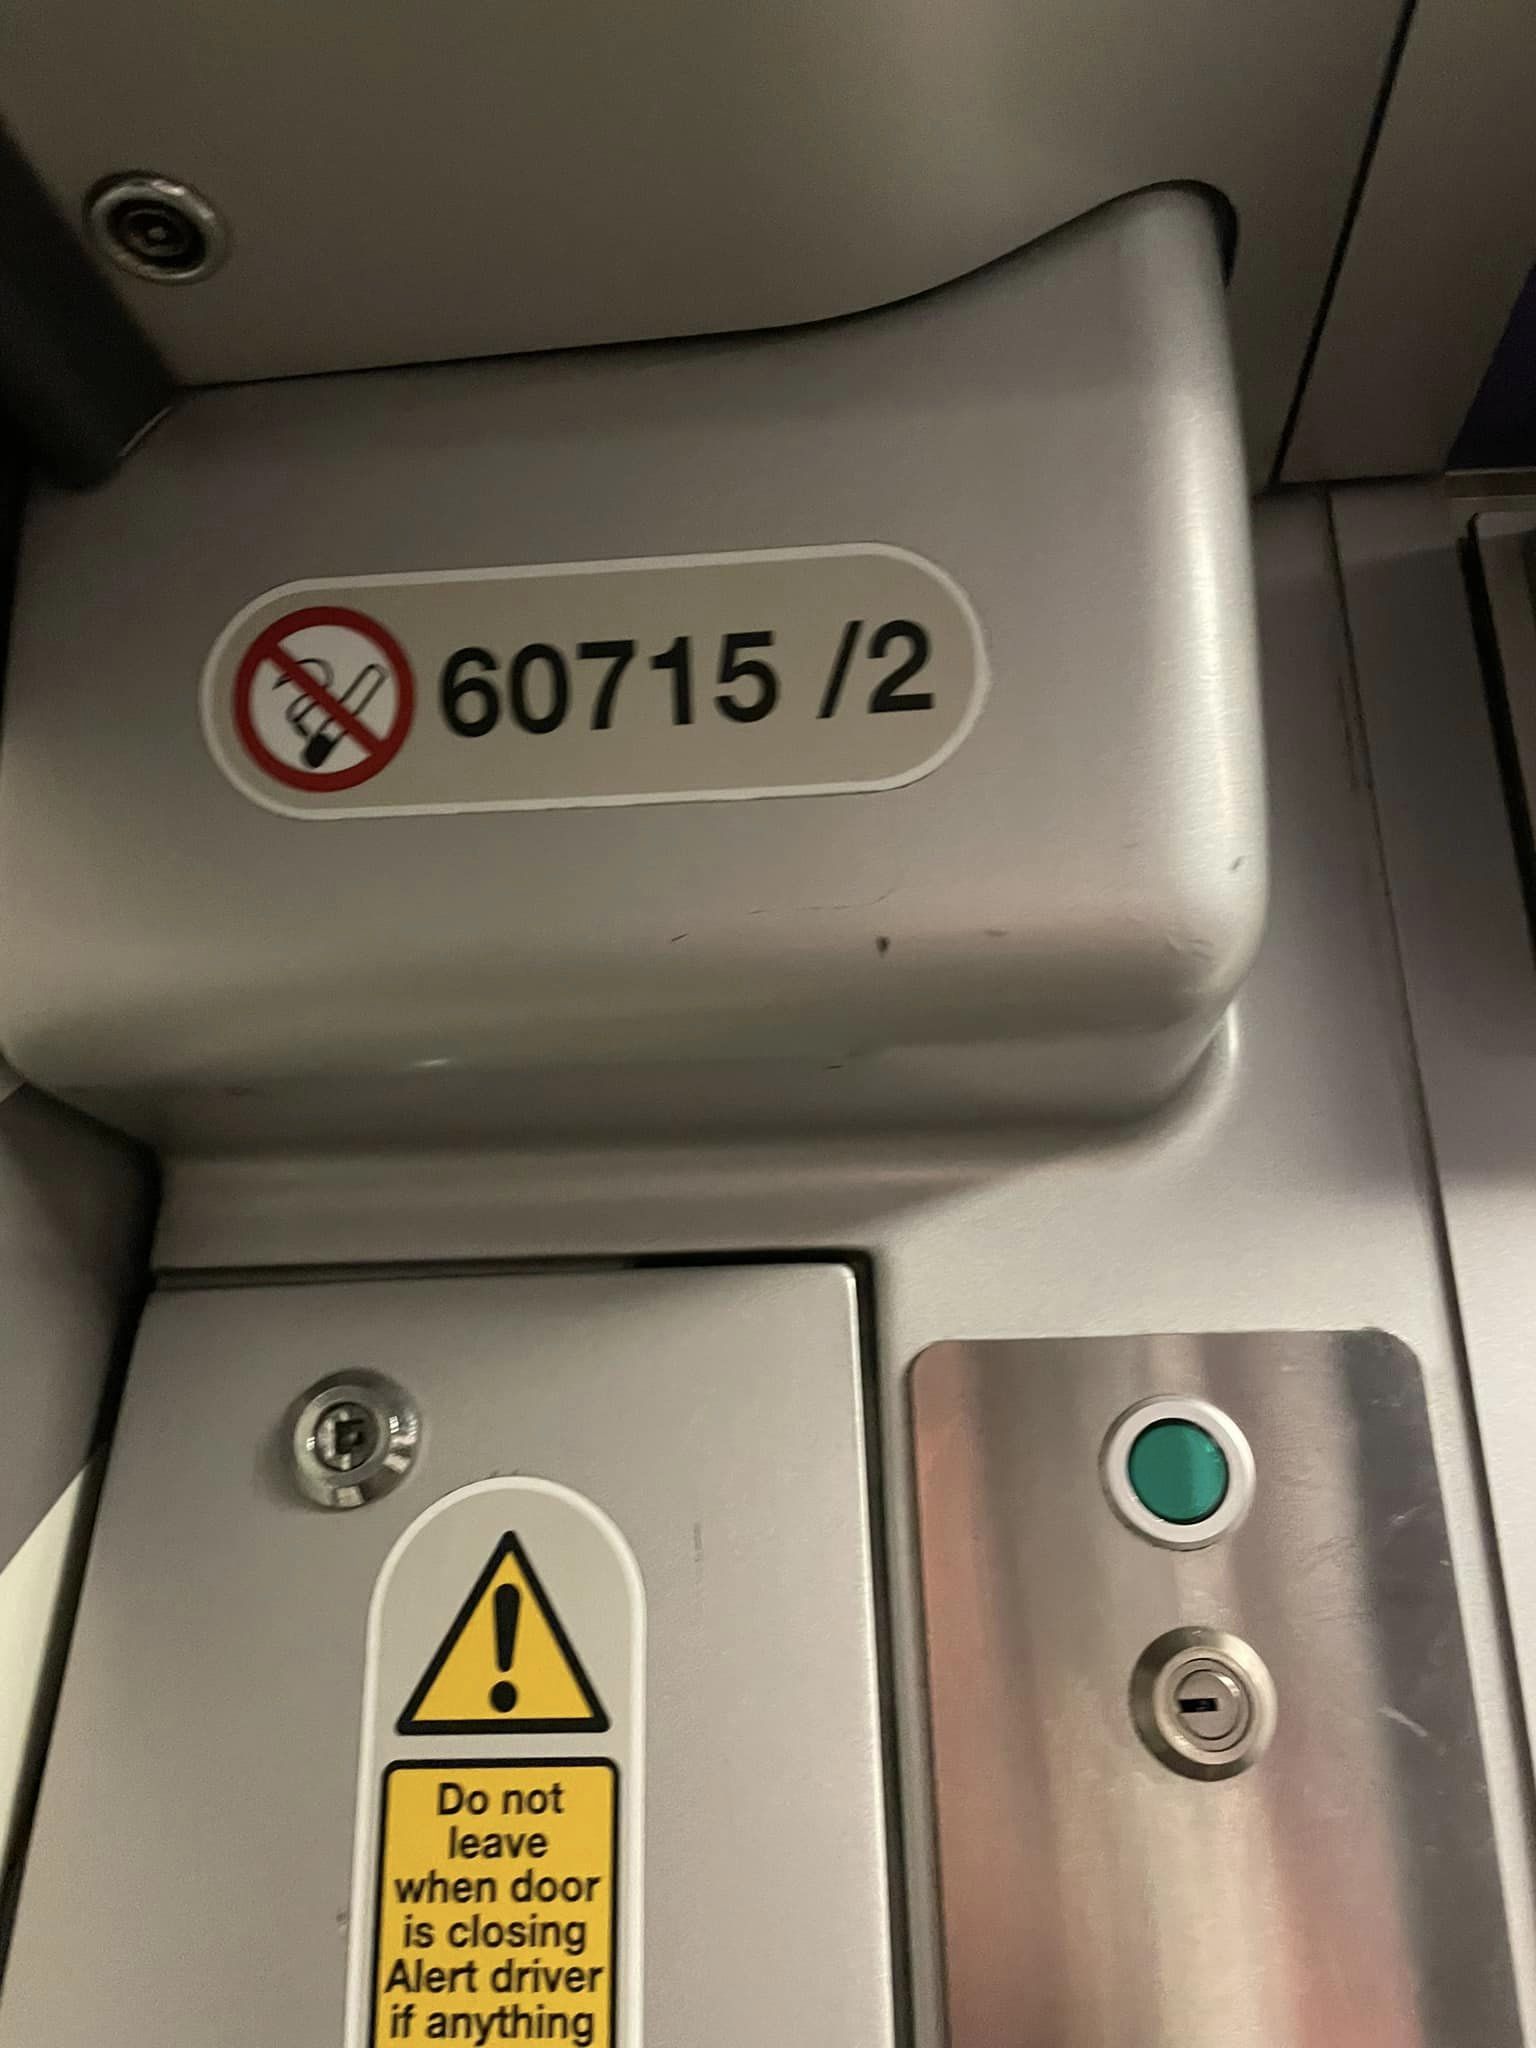 60715 /2
Do not
leave
when door
is closing
Alert driver
if anything